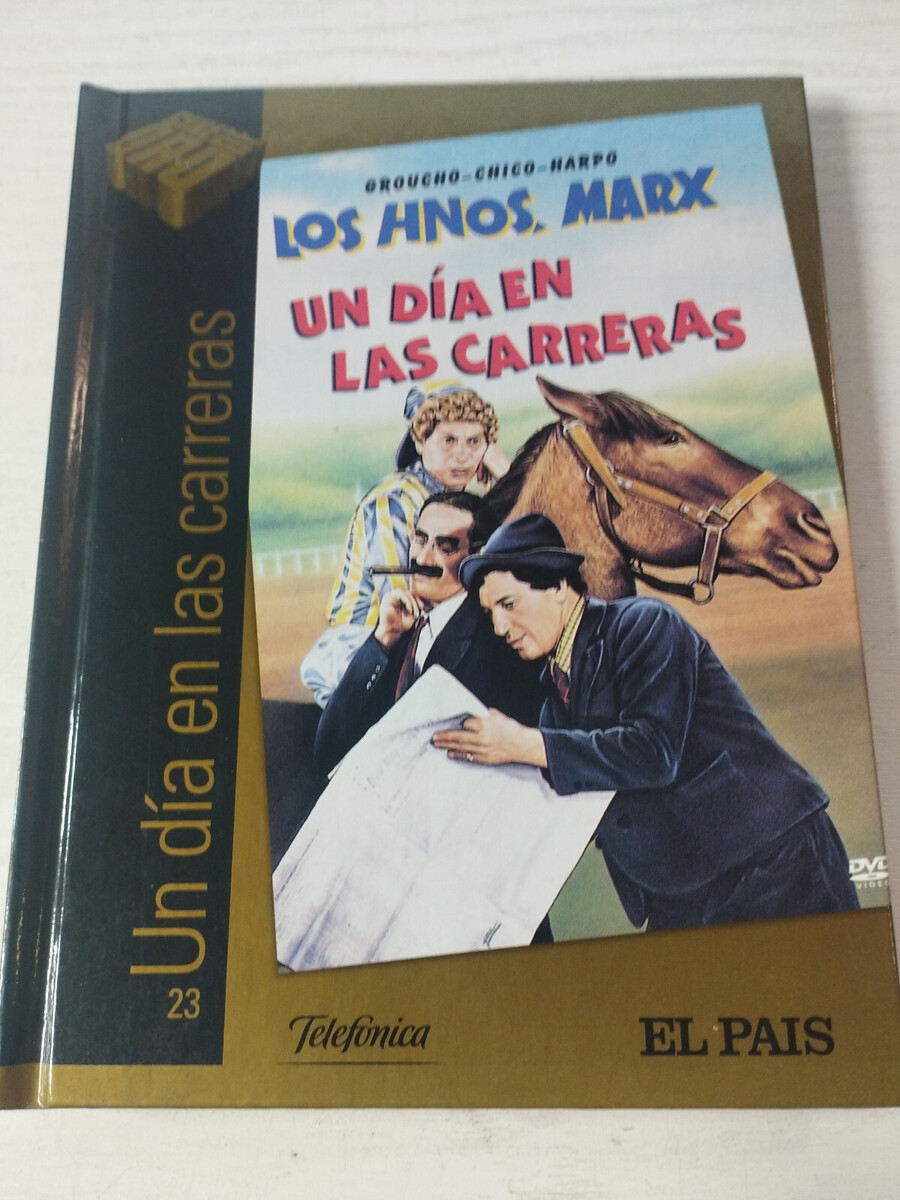 GROUCHO-CHICO-HARPO
LOS HNOS. MARX
UN DÍA EN
LAS CARRERAS
Un día en las carreras
23
DVD
VIDEO
Telefónica
EL PAIS